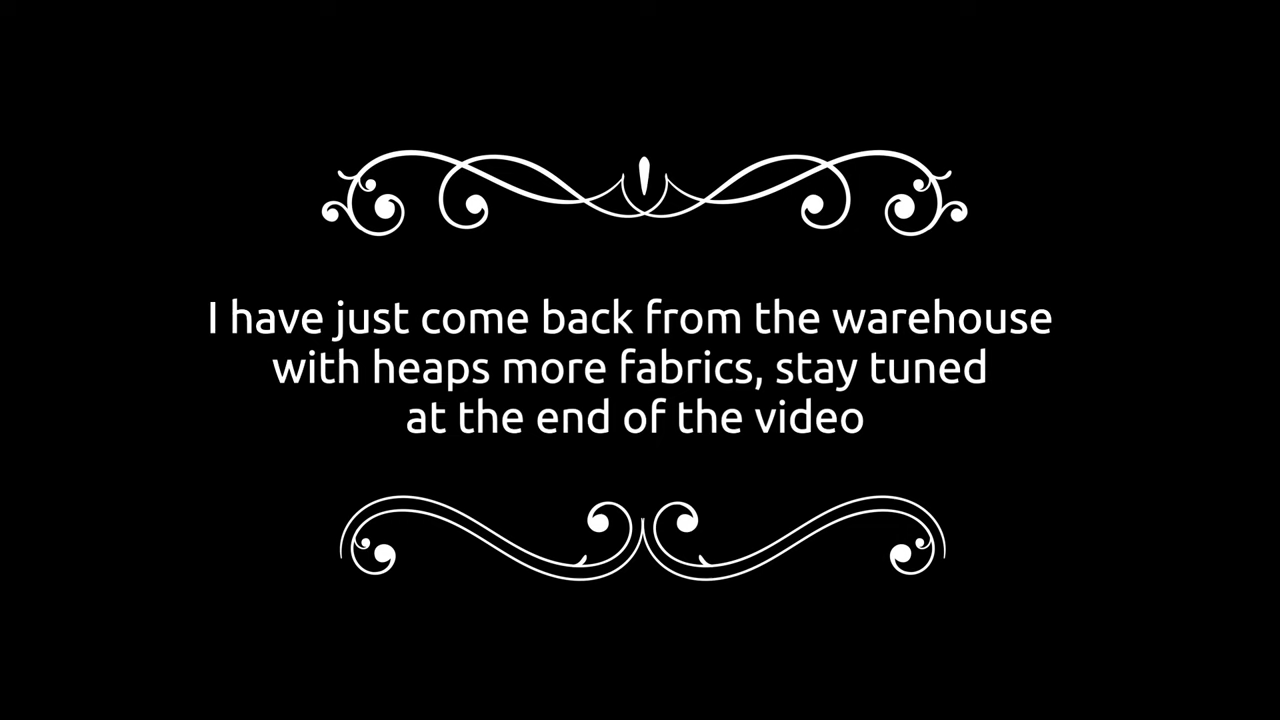 I have just come back from the warehouse
with heaps more fabrics, stay tuned
at the end of the video